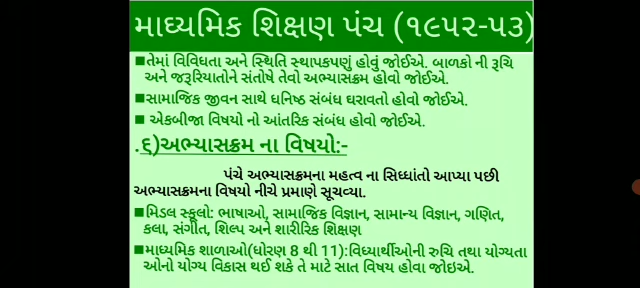 માધ્યમિક શિક્ષણ પંચ (૧૯૫૨-૫૩)
■તેમાં વિવિધતા અને સ્થિતિ સ્થાપકપણું હોવું જોઈએ. બાળકો ની રૂચિ
અને જરૂરિયાતોને સંતોષે તેવો અભ્યાસક્રમ હોવો જોઈએ.
■સામાજિક જીવન સાથે ધનિષ્ઠ સંબંધ ધરાવતો હોવો જોઈએ.
■ એકબીજા વિષયો નો આંતરિક સંબંધ હોવો જોઈએ.
.૬)અભ્યાસક્રમ ના વિષયો:-
પંચે અભ્યાસક્રમના મહત્વ ના સિધ્ધાંતો આપ્યા પછી
અભ્યાસક્રમના વિષયો નીચે પ્રમાણે સૂચવ્યા.
■મિડલ સ્કૂલો: ભાષાઓ, સામાજિક વિજ્ઞાન, સામાન્ય વિજ્ઞાન, ગણિત,
કલા, સંગીત, શિલ્પ અને શારીરિક શિક્ષણ
■માધ્યમિક શાળાઓ(ધોરણ 8 થી 11):વિધ્યાર્થીઓની રુચિ તથા યોગ્યતા
ઓનો યોગ્ય વિકાસ થઈ શકે તે માટે સાત વિષય હોવા જોઇએ.